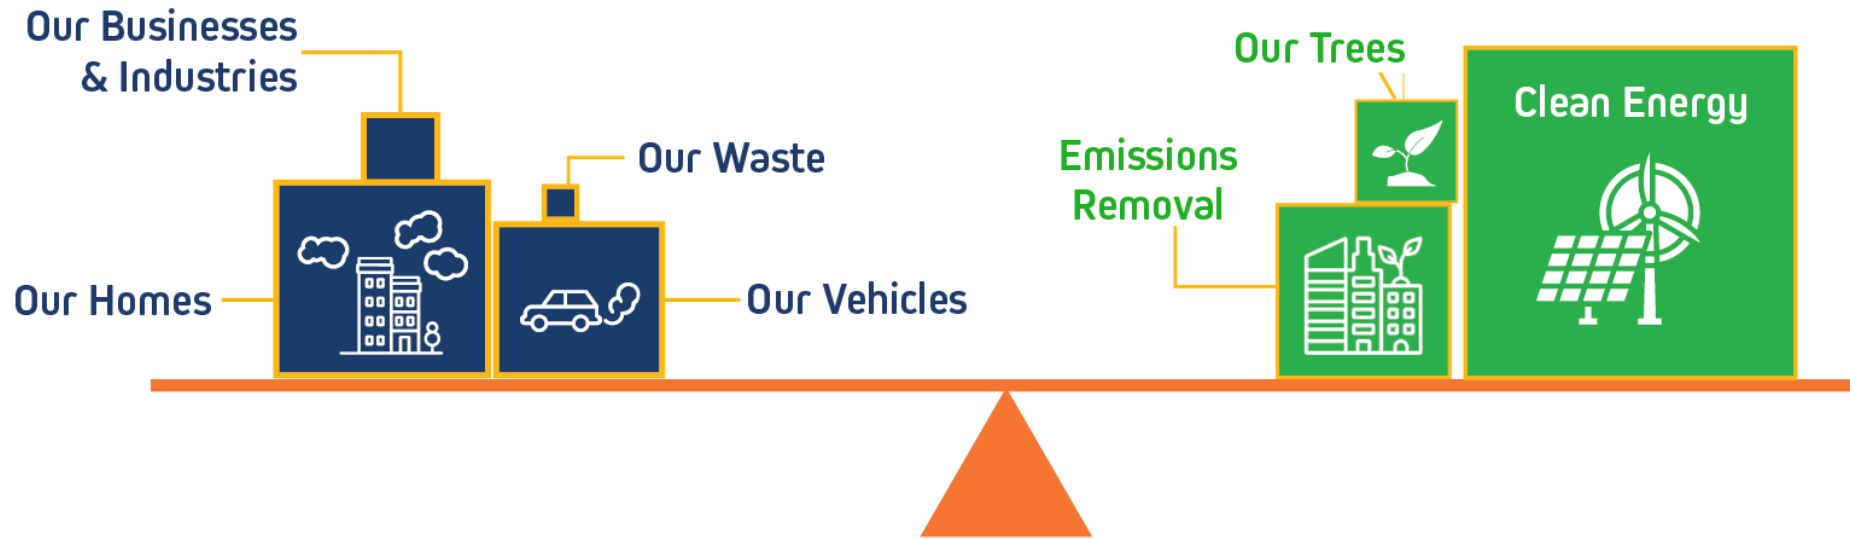 Our Businesses
& Industries
Our Waste
Our Homes
Our Vehicles
Our Trees
Emissions
Removal
Clean Energy